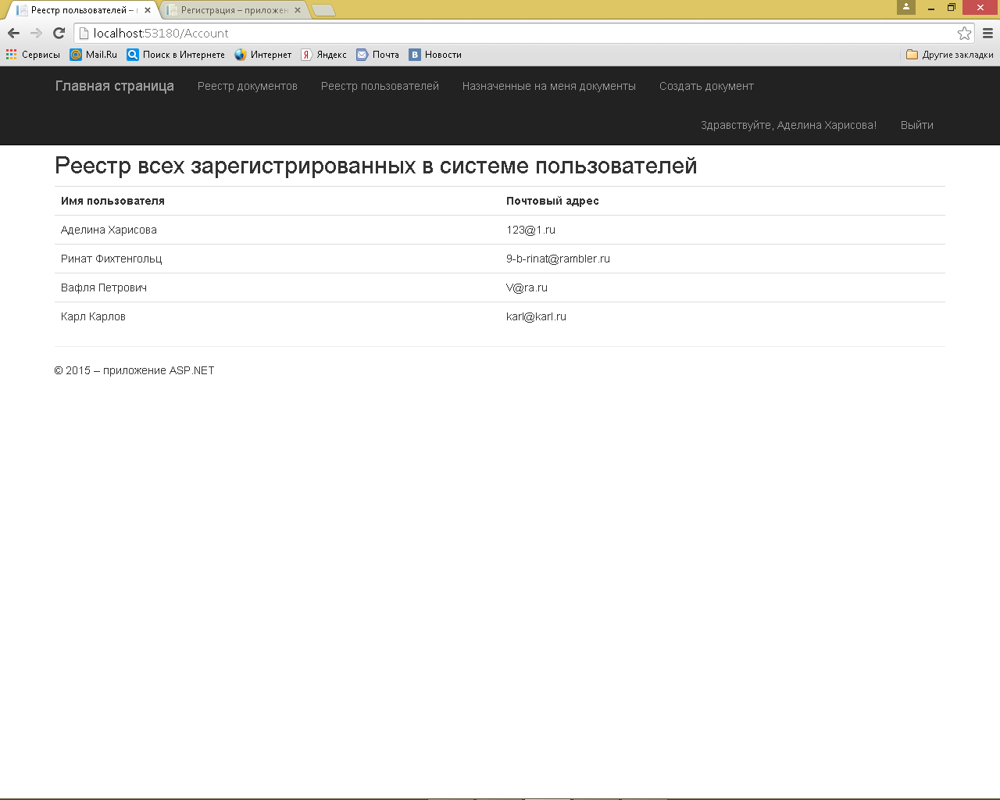 Реестр пользователей –
Регистрация – приложен
localhost:53180/Account
Сервисы Mail.Ru Поиск в Интернете Интернет Яндекс Почта Новости Другие закладки
Главная страница Реестр документов Реестр пользователей Назначенные на меня документы Создать документ
Здравствуйте, Аделина Харисова! Выйти
Реестр всех зарегистрированных в системе пользователей
Имя пользователя Почтовый адрес
Аделина Харисова 123@1.ru
Ринат Фихтенгольц 9-b-rinat@rambler.ru
Вафля Петрович V@ra.ru
Карл Карлов karl@karl.ru
© 2015 – приложение ASP.NET